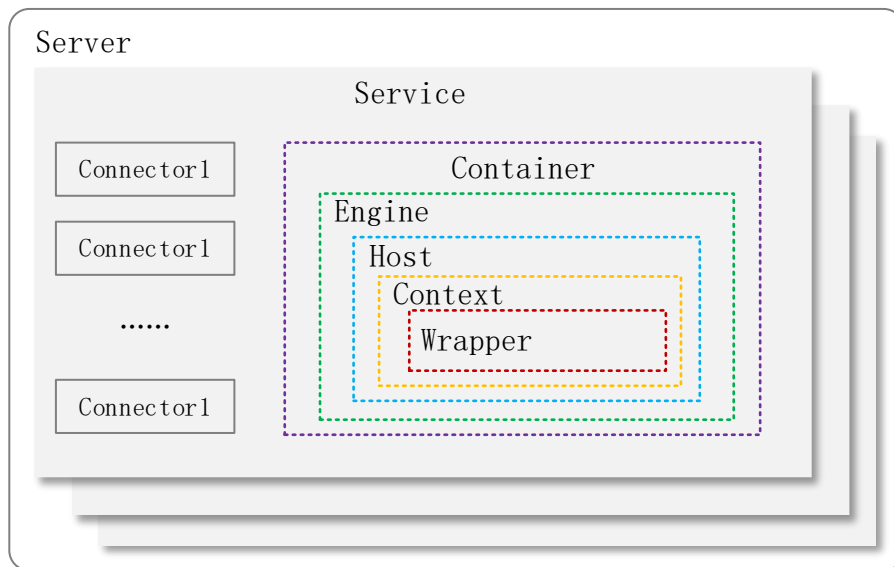 Server
Service
Connector1
Connector1
......
Connector1
Container
Engine
Host
Context
Wrapper